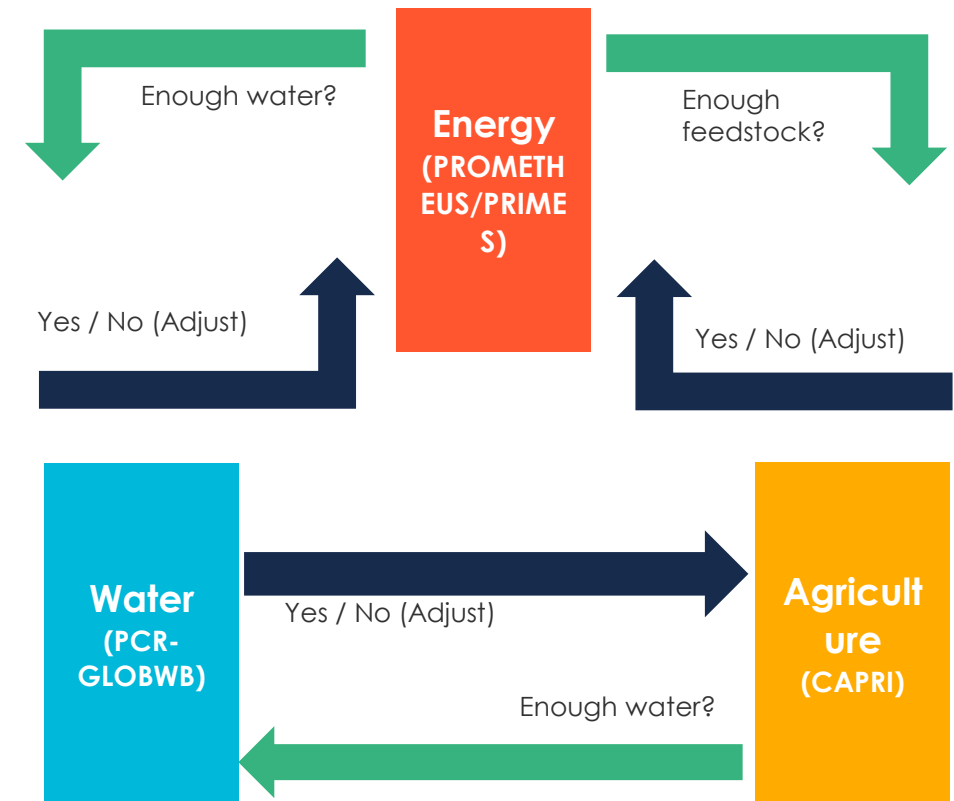 Enough water?
Energy
(PROMETH
EUS/PRIME
S)
Enough
feedstock?
Yes / No (Adjust)
Yes / No (Adjust)
Water
(PCR-
GLOBWB)
Yes / No (Adjust)
Enough water?
Agricult
ure
(CAPRI)